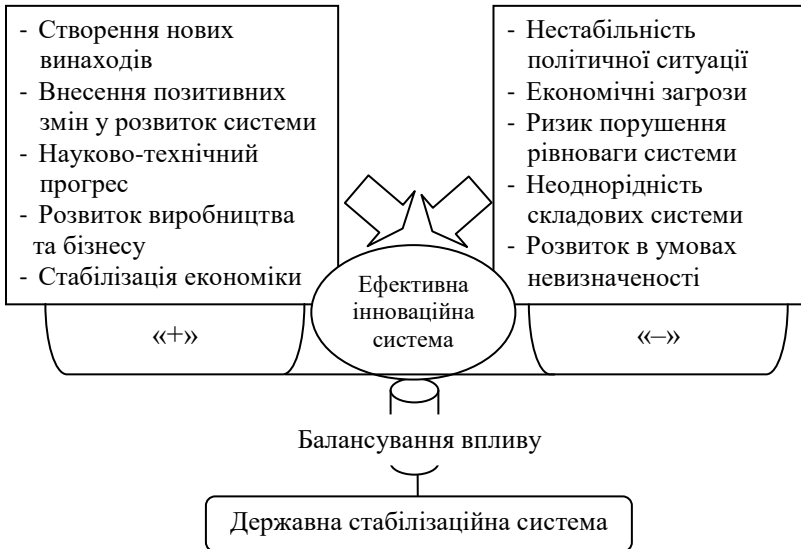 - Створення нових
винаходів
- Внесення позитивних
змін у розвиток системи
- Науково-технічний
прогрес
- Розвиток виробництва
та бізнесу
- Стабілізація економіки
«+»
- Нестабільність
політичної ситуації
- Економічні загрози
- Ризик порушення
рівноваги системи
- Неоднорідність
складових системи
- Розвиток в умовах
невизначеності
«–»
Ефективна
інноваційна
система
Балансування впливу
Державна стабілізаційна система